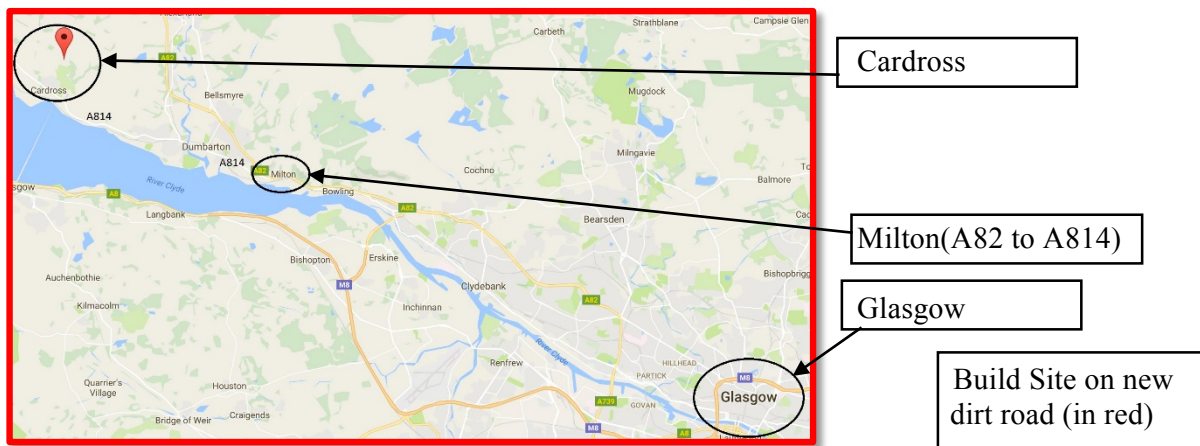 Strathblane
Campsie Glen
Carbeth
A82
Cardross
Mugdock
Cardross
Bellsmyre
A814
Dumbarton
Milngavie
A814
A82
Milton
Cochno
Balmore
sgow
A8
River Clyde
Bowling
Langbank
A82
Bearsden
Milton(A82 to A814)
Bishopton
Erskine
Bishopbrigg
Auchenbothie
M8
Clydebank
Kilmacolm
Inchinnan
A82
Glasgow
River Clyde
Renfrew
HILLHEAD
PARTICK
M8
Quarrier's
Village
Houston
Glasgow
Build Site on new
dirt road (in red)
A739
GOVAN
Bridge of Weir
Craigends
M8
A8